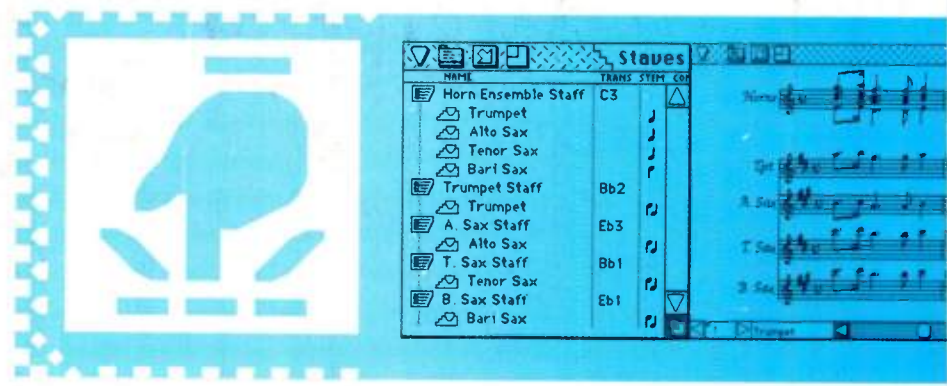 Staves
NAME TRANS STEM
Horn Ensemble Staff C3
Trumpet
Alto Sax
Tenor Sax
Bari Sax
Trumpet Staff Bb2
Trumpet
A. Sax Staff Eb3
Alto Sax
T. Sax Staff Bb1
Tenor Sax
B. Sax Staff Eb1
Bari Sax
Horns
Tpt
A. Sax
T. Sax
B. Sax
1 Trumpet